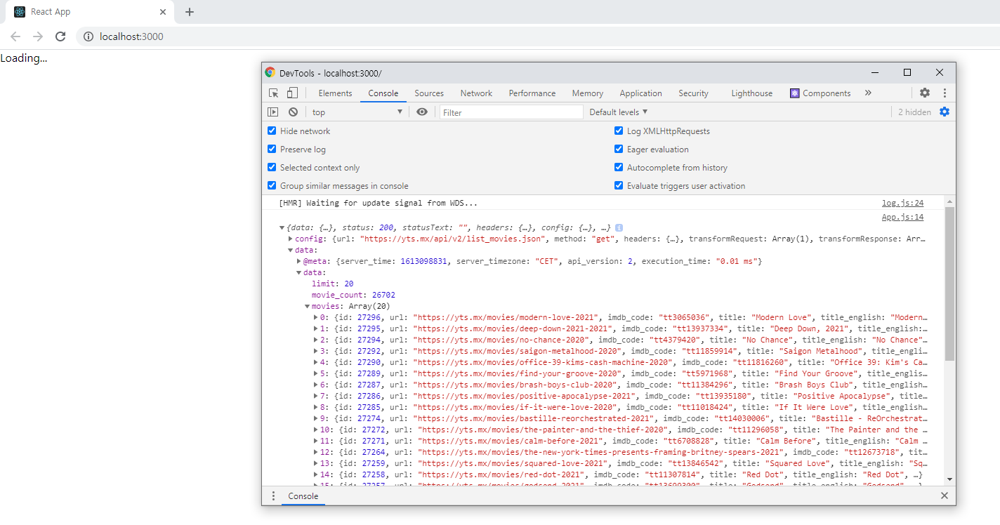 React App
localhost:3000
Loading...
DevTools - localhost:3000/
Elements Console Sources Network Performance Memory Application Security Lighthouse Components »
top Filter Default levels 2 hidden
Hide network Log XMLHttpRequests
Preserve log Eager evaluation
Selected context only Autocomplete from history
Group similar messages in console Evaluate triggers user activation
[HMR] Waiting for update signal from WDS... log.js:24
App.js:14
{data: {…}, status: 200, statusText: "", headers: {…}, config: {…}, …}
config: {url: "https://yts.mx/api/v2/list_movies.json", method: "get", headers: {…}, transformRequest: Array(1), transformResponse: Arr…
data:
@meta: {server_time: 1613098831, server_timezone: "CET", api_version: 2, execution_time: "0.01 ms"}
data:
limit: 20
movie_count: 26702
movies: Array(20)
0: {id: 27296, url: "https://yts.mx/movies/modern-love-2021", imdb_code: "tt3065036", title: "Modern Love", title_english: "Modern…
1: {id: 27295, url: "https://yts.mx/movies/deep-down-2021-2021", imdb_code: "tt13937334", title: "Deep Down, 2021", title_english:…
2: {id: 27294, url: "https://yts.mx/movies/no-chance-2020", imdb_code: "tt4379420", title: "No Chance", title_english: "No Chance"…
3: {id: 27292, url: "https://yts.mx/movies/saigon-metalhood-2020", imdb_code: "tt11859914", title: "Saigon Metalhood", title_engli…
4: {id: 27290, url: "https://yts.mx/movies/office-39-kims-cash-machine-2020", imdb_code: "tt11816260", title: "Office 39: Kim's Ca…
5: {id: 27289, url: "https://yts.mx/movies/find-your-groove-2020", imdb_code: "tt5971968", title: "Find Your Groove", title_englis…
6: {id: 27287, url: "https://yts.mx/movies/brash-boys-club-2020", imdb_code: "tt11384296", title: "Brash Boys Club", title_english…
7: {id: 27286, url: "https://yts.mx/movies/positive-apocalypse-2021", imdb_code: "tt13935180", title: "Positive Apocalypse", title…
8: {id: 27285, url: "https://yts.mx/movies/if-it-were-love-2020", imdb_code: "tt11018424", title: "If It Were Love", title_english…
9: {id: 27274, url: "https://yts.mx/movies/bastille-reorchestrated-2021", imdb_code: "tt14030006", title: "Bastille - ReOrchestrat…
10: {id: 27272, url: "https://yts.mx/movies/the-painter-and-the-thief-2020", imdb_code: "tt11296058", title: "The Painter and the …
11: {id: 27271, url: "https://yts.mx/movies/calm-before-2021", imdb_code: "tt6708828", title: "Calm Before", title_english: "Calm …
12: {id: 27264, url: "https://yts.mx/movies/the-new-york-times-presents-framing-britney-spears-2021", imdb_code: "tt12673718", tit…
13: {id: 27259, url: "https://yts.mx/movies/squared-love-2021", imdb_code: "tt13846542", title: "Squared Love", title_english: "Sq…
14: {id: 27258, url: "https://yts.mx/movies/red-dot-2021", imdb_code: "tt11307814", title: "Red Dot", title_english: "Red Dot", …}
15: {id: 27257, url: "https://yts.mx/movies/godsend-2021", imdb_code: "tt13699300", title: "Godsend", title_english: "Godsend", …}
Console